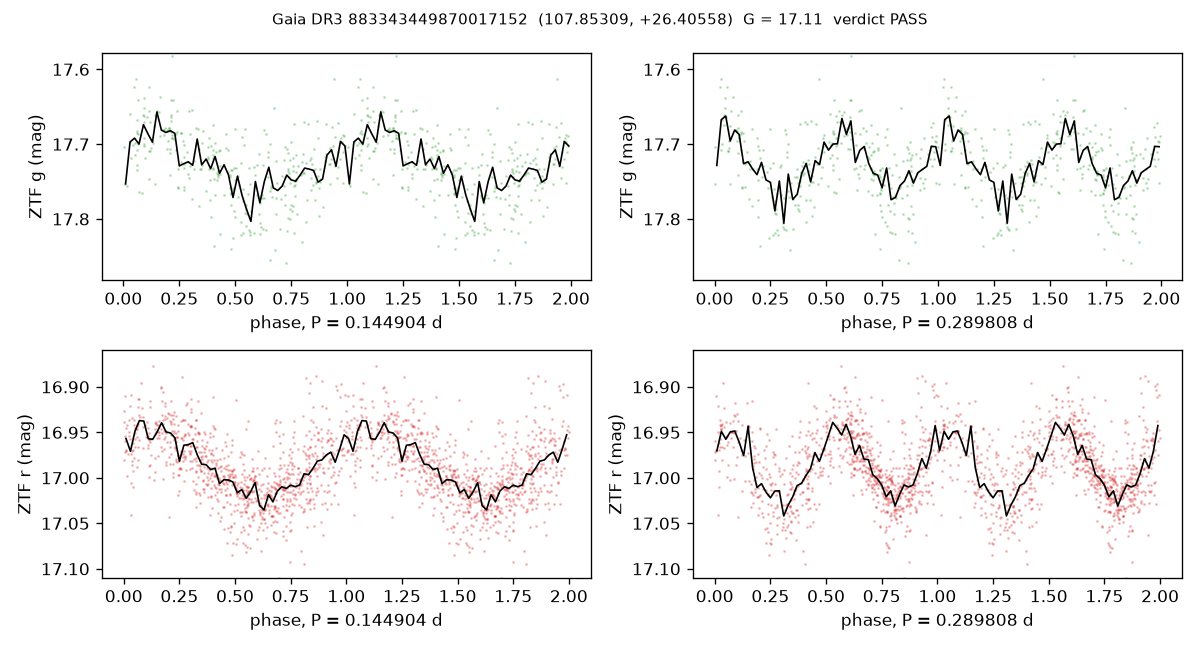 Gaia DR3 883343449870017152 (107.85309, +26.40558) G = 17.11 verdict PASS
ZTF g (mag)
17.6
17.7
17.8
0.00 0.25 0.50 0.75 1.00 1.25 1.50 1.75 2.00
phase, P = 0.144904 d
ZTF g (mag)
17.6
17.7
17.8
0.00 0.25 0.50 0.75 1.00 1.25 1.50 1.75 2.00
phase, P = 0.289808 d
ZTF r (mag)
16.90
16.95
17.00
17.05
17.10
0.00 0.25 0.50 0.75 1.00 1.25 1.50 1.75 2.00
phase, P = 0.144904 d
ZTF r (mag)
16.90
16.95
17.00
17.05
17.10
0.00 0.25 0.50 0.75 1.00 1.25 1.50 1.75 2.00
phase, P = 0.289808 d